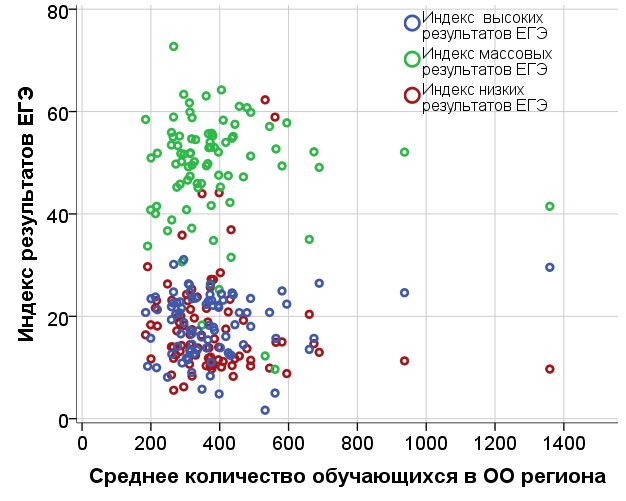 Индекс высоких
результатов ЕГЭ
Индекс массовых
результатов ЕГЭ
Индекс низких
результатов ЕГЭ
Индекс результатов ЕГЭ
80
60
40
20
0
0 200 400 600 800 1000 1200 1400
Среднее количество обучающихся в ОО региона